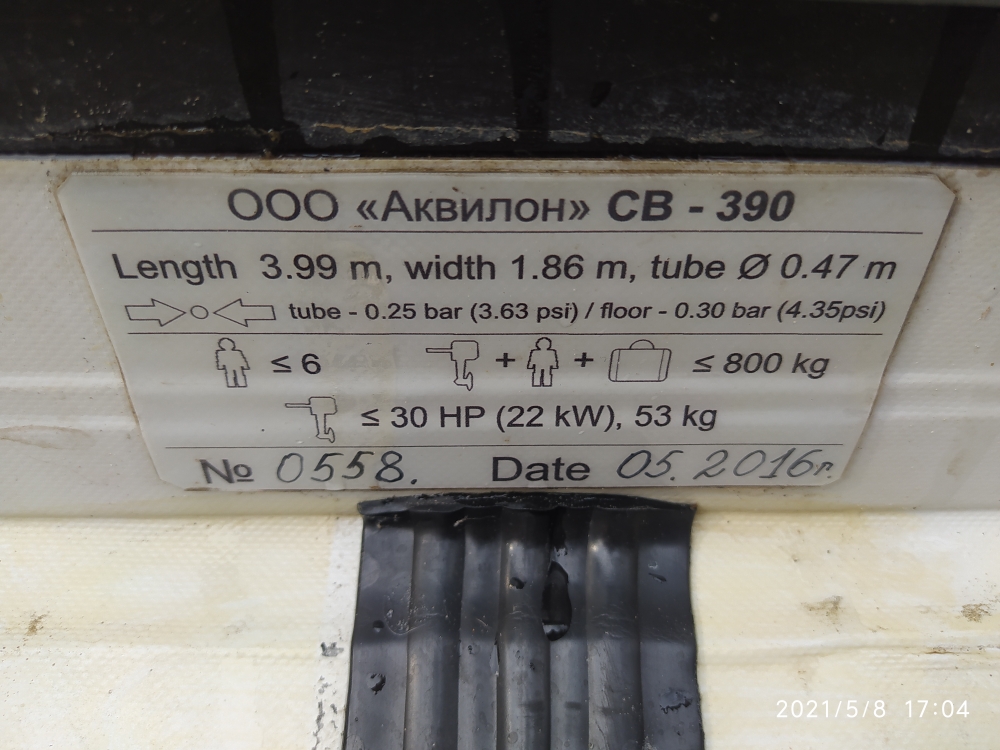 ООО «Аквилон» СВ - 390
Length 3.99 m, width 1.86 m, tube Ø 0.47 m
tube - 0.25 bar (3.63 psi) / floor - 0.30 bar (4.35psi)
≤ 6 + + ≤ 800 kg
≤ 30 HP (22 kW), 53 kg
№ 0558. Date 05.2016г.
2021/5/8 17:04